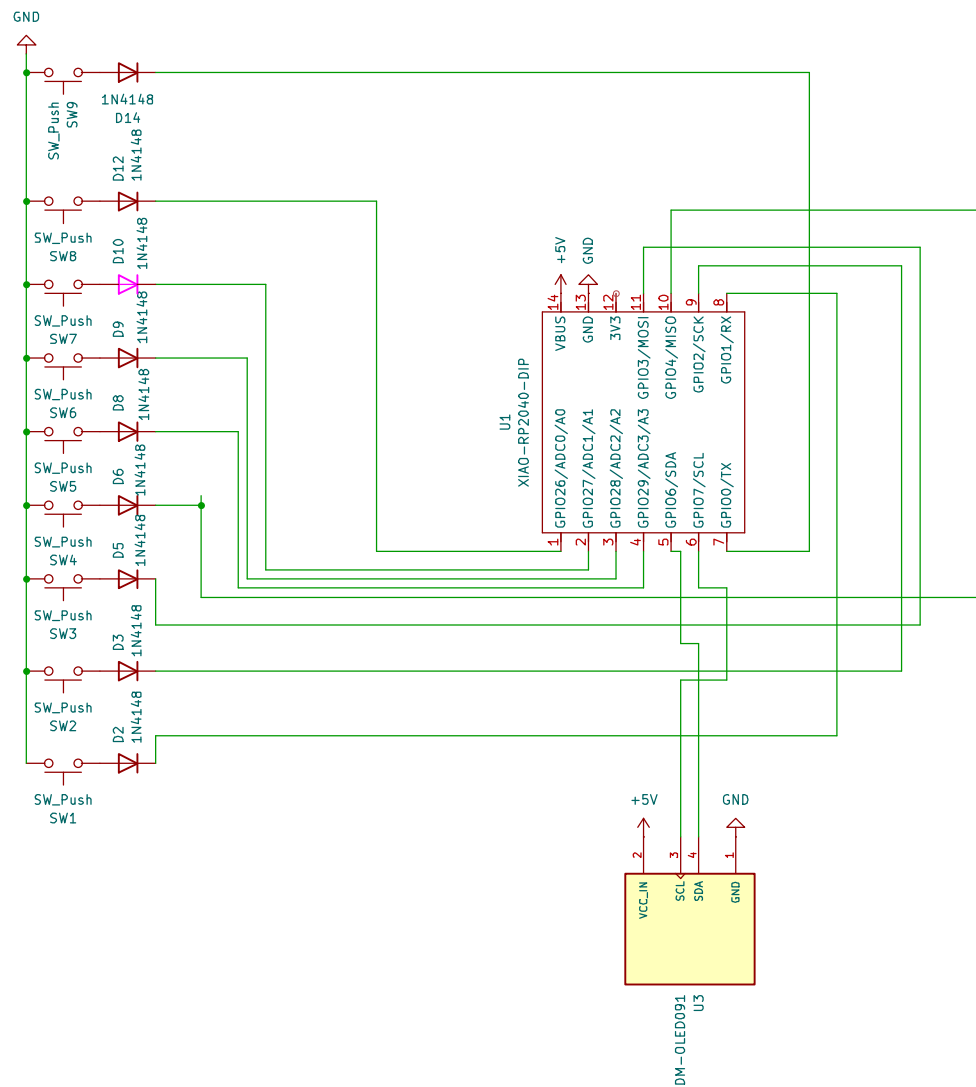 GND
1N4148
D14
SW_Push
SW9
D12
1N4148
SW_Push
SW8
D10
1N4148
SW_Push
SW7
D9
1N4148
SW_Push
SW6
D8
1N4148
SW_Push
SW5
D6
1N4148
SW_Push
SW4
D5
1N4148
SW_Push
SW3
D3
1N4148
SW_Push
SW2
D2
1N4148
SW_Push
SW1
+5V
GND
14
13
12
11
10
9
8
VBUS
GND
3V3
GPIO3/MOSI
GPIO4/MISO
GPIO2/SCK
GPIO1/RX
U1
XIAO-RP2040-DIP
GPIO26/ADC0/A0
GPIO27/ADC1/A1
GPIO28/ADC2/A2
GPIO29/ADC3/A3
GPIO6/SDA
GPIO7/SCL
GPIO0/TX
1
2
3
4
5
6
7
+5V
GND
2
3
4
1
VCC_IN
SCL
SDA
GND
DM-OLED091
U3